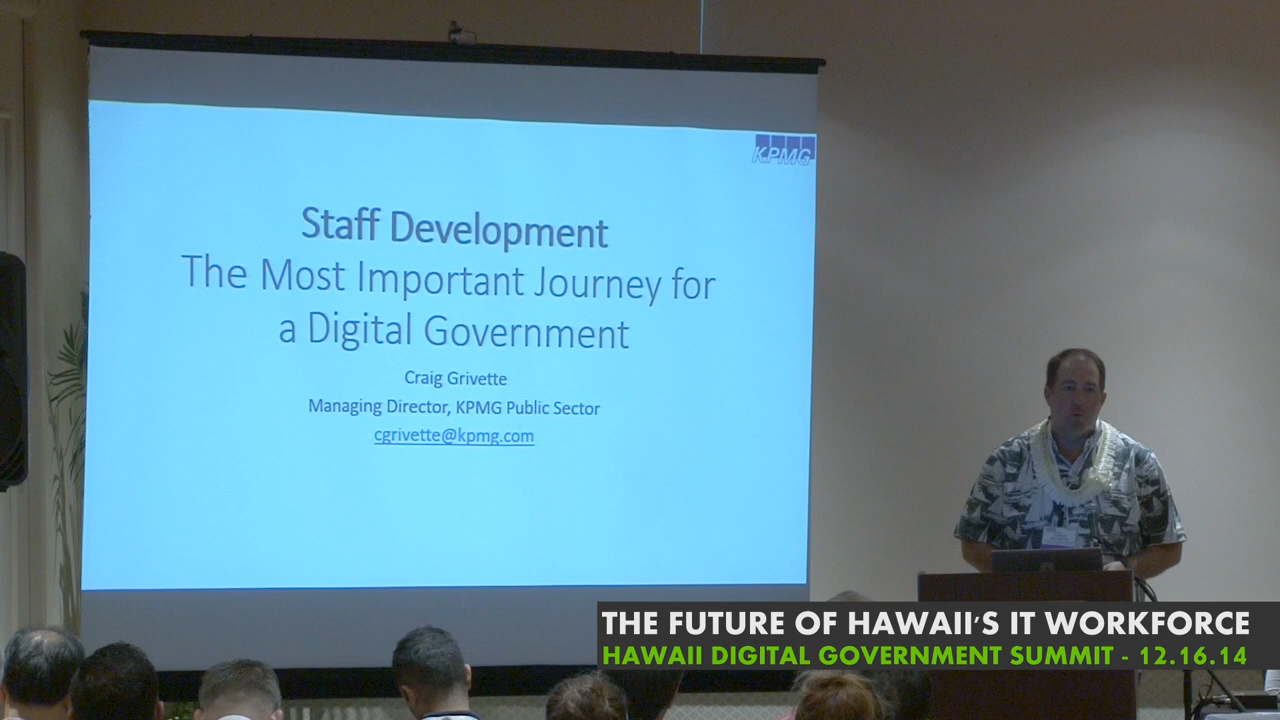 KPMG
Staff Development
The Most Important Journey for
a Digital Government
Craig Grivette
Managing Director, KPMG Public Sector
cgrivette@kpmg.com
THE FUTURE OF HAWAII'S IT WORKFORCE
HAWAII DIGITAL GOVERNMENT SUMMIT - 12.16.14